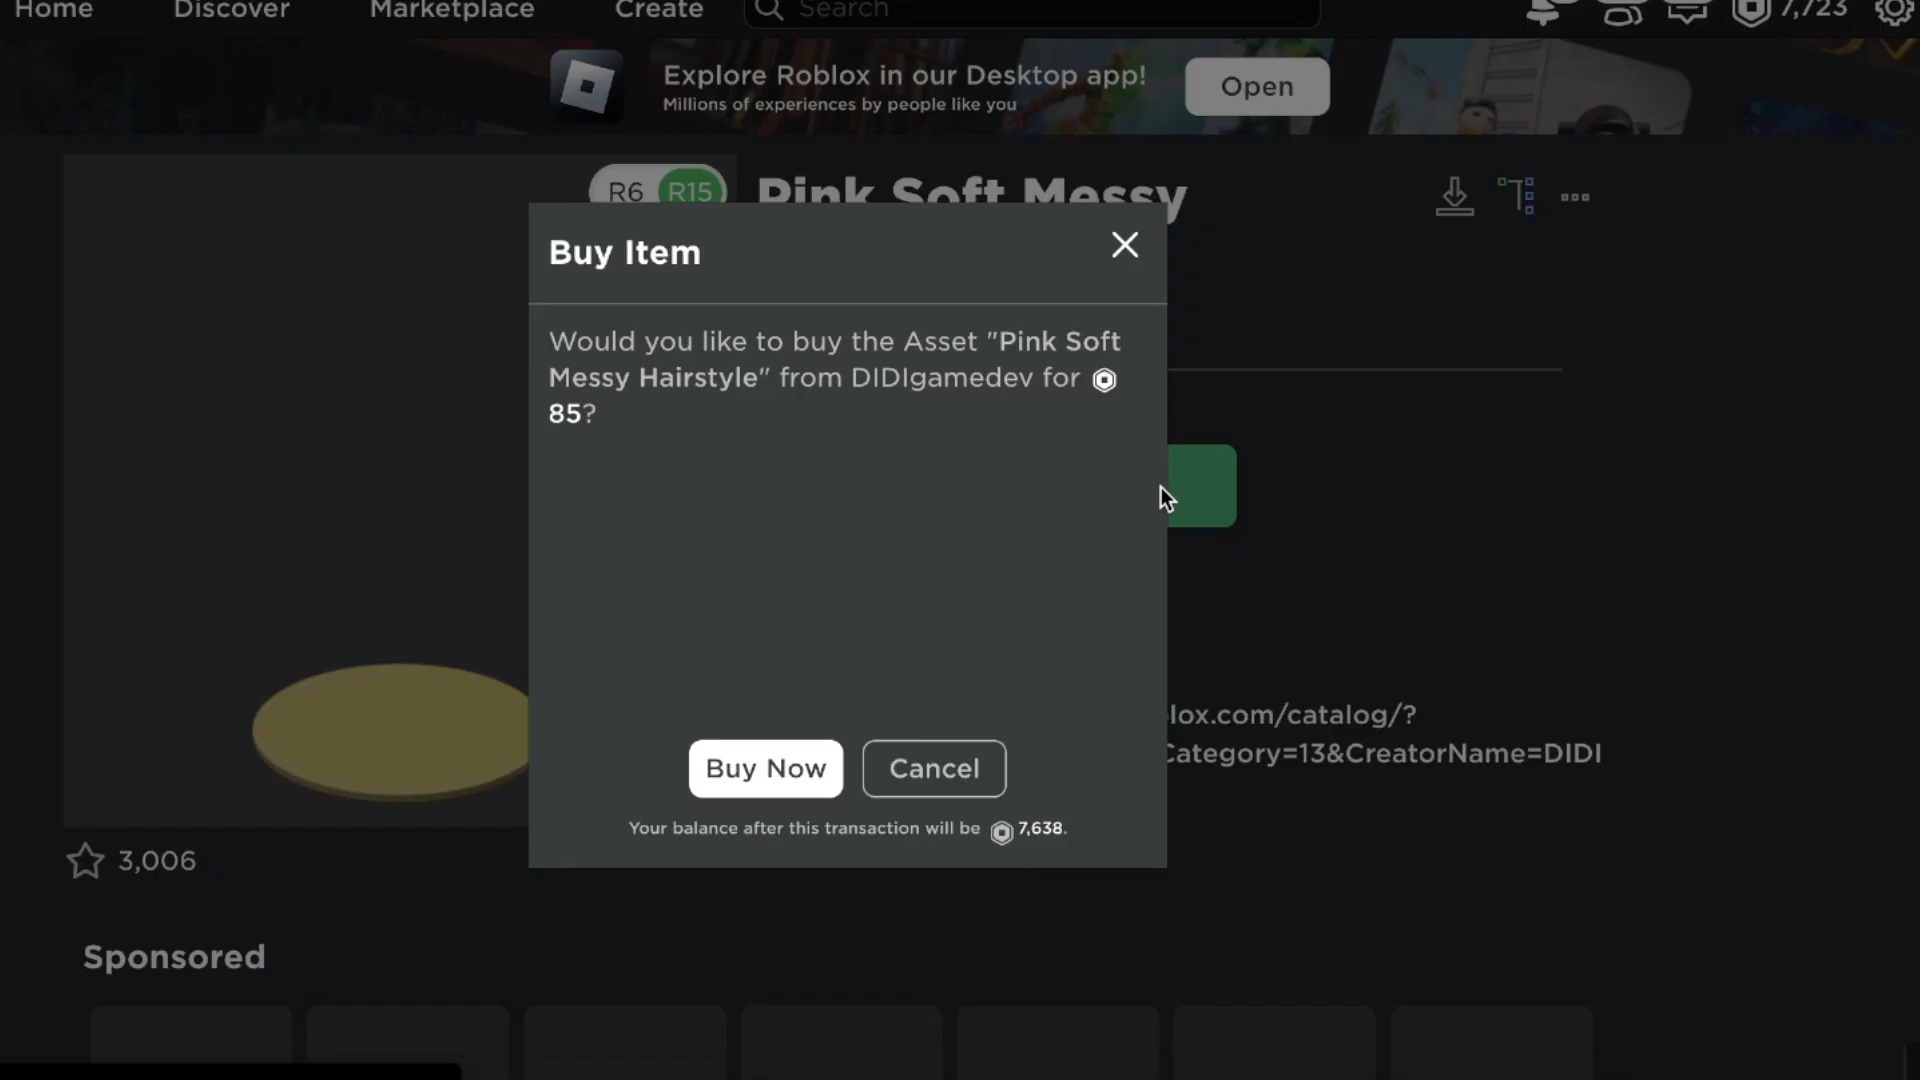 Home Discover Marketplace Create Search 7,723
Explore Roblox in our Desktop app!
Millions of experiences by people like you
Open
R6 R15
Pink Soft Messy
Buy Item
Would you like to buy the Asset "Pink Soft
Messy Hairstyle" from DIDIgamedev for
85?
lox.com/catalog/?
Category=13&CreatorName=DIDI
Buy Now Cancel
Your balance after this transaction will be 7,638.
3,006
Sponsored